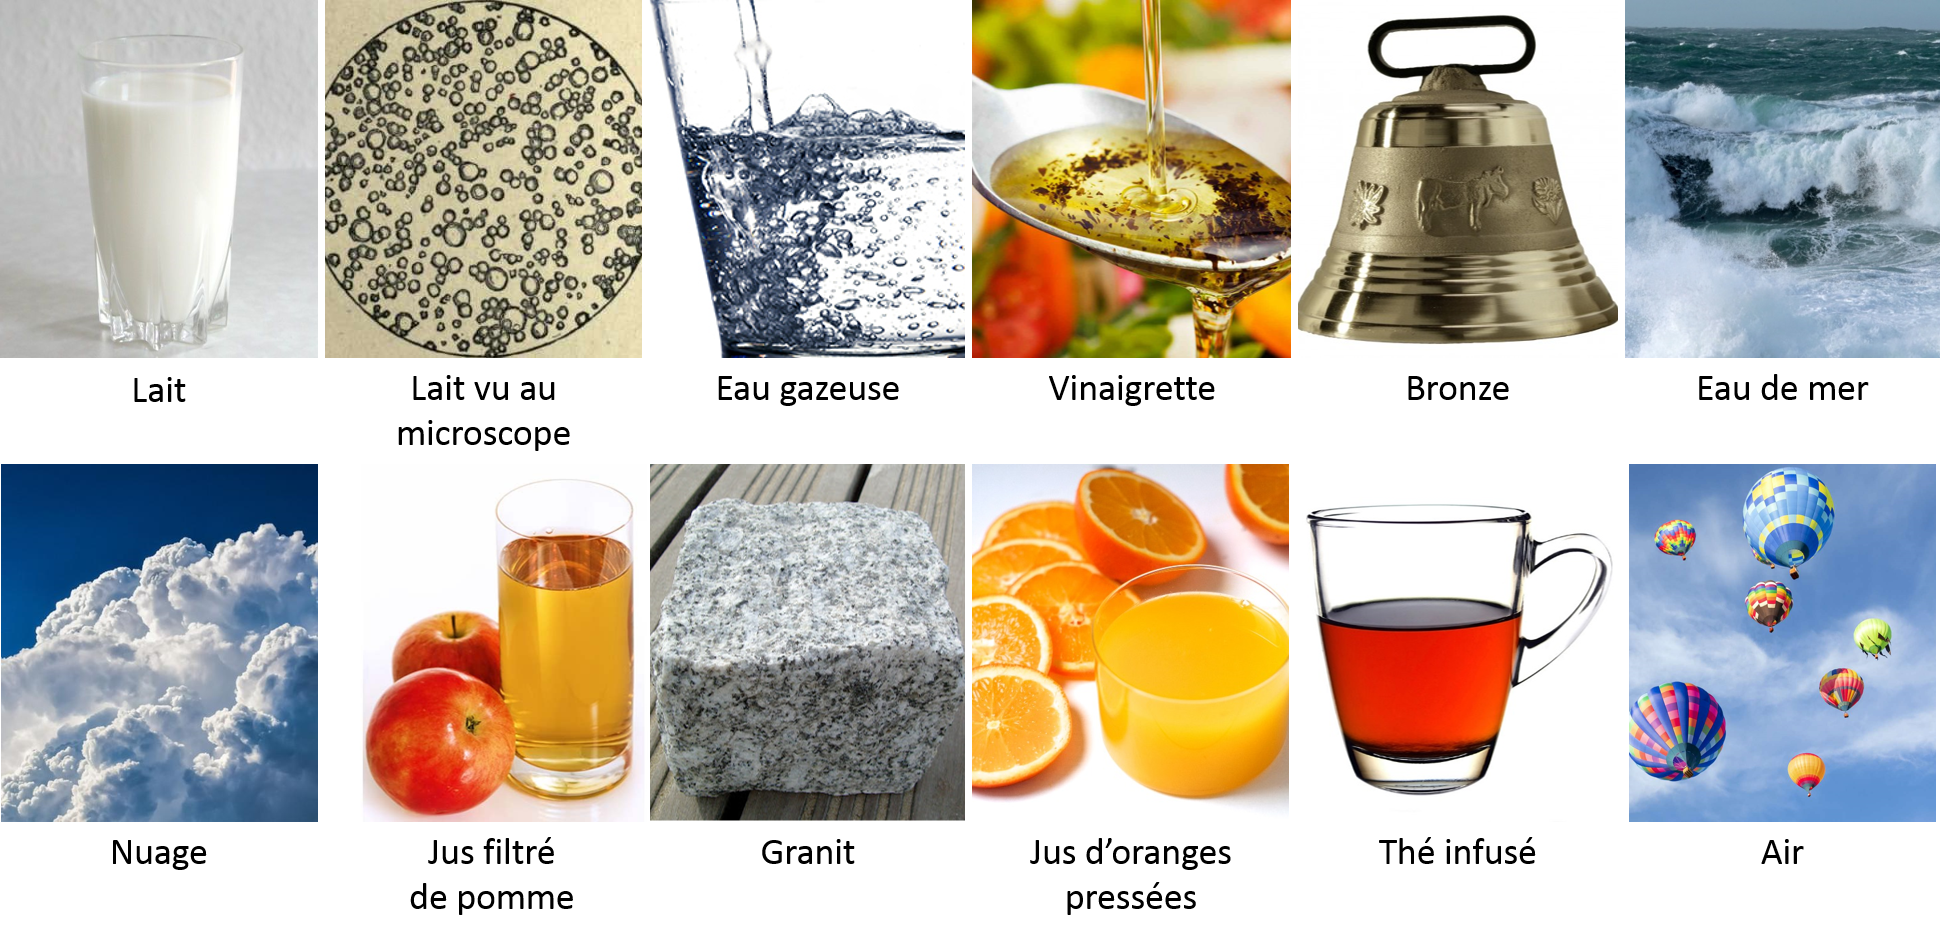 Lait
Lait vu au
microscope
Eau gazeuse
Vinaigrette
Bronze
Eau de mer
Nuage
Jus filtré
de pomme
Granit
Jus d’oranges
pressées
Thé infusé
Air